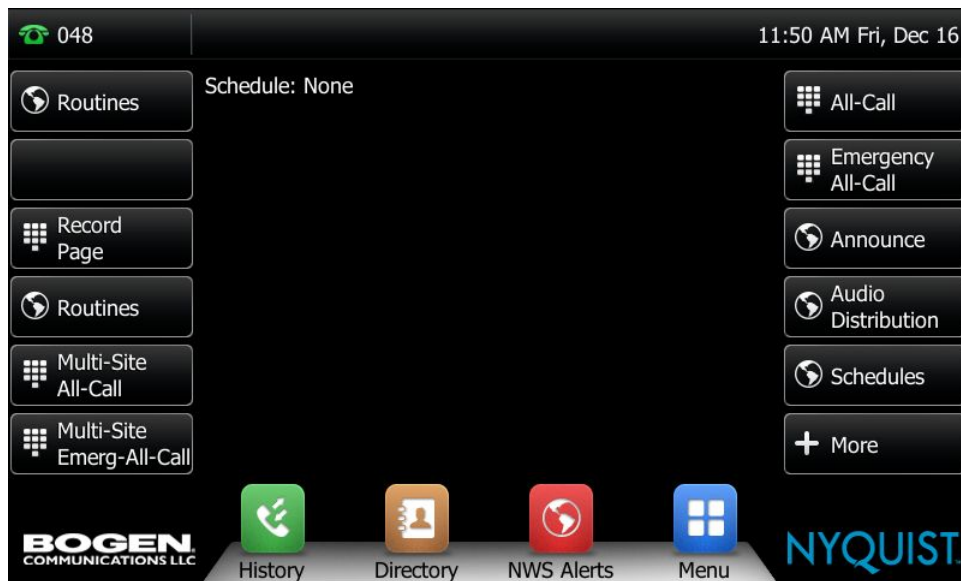 048
11:50 AM Fri, Dec 16
Schedule: None
Routines
Record
Page
Routines
Multi-Site
All-Call
Multi-Site
Emerg-All-Call
All-Call
Emergency
All-Call
Announce
Audio
Distribution
Schedules
More
BOGEN
COMMUNICATIONS LLC
History
Directory
NWS Alerts
Menu
NYQUIST